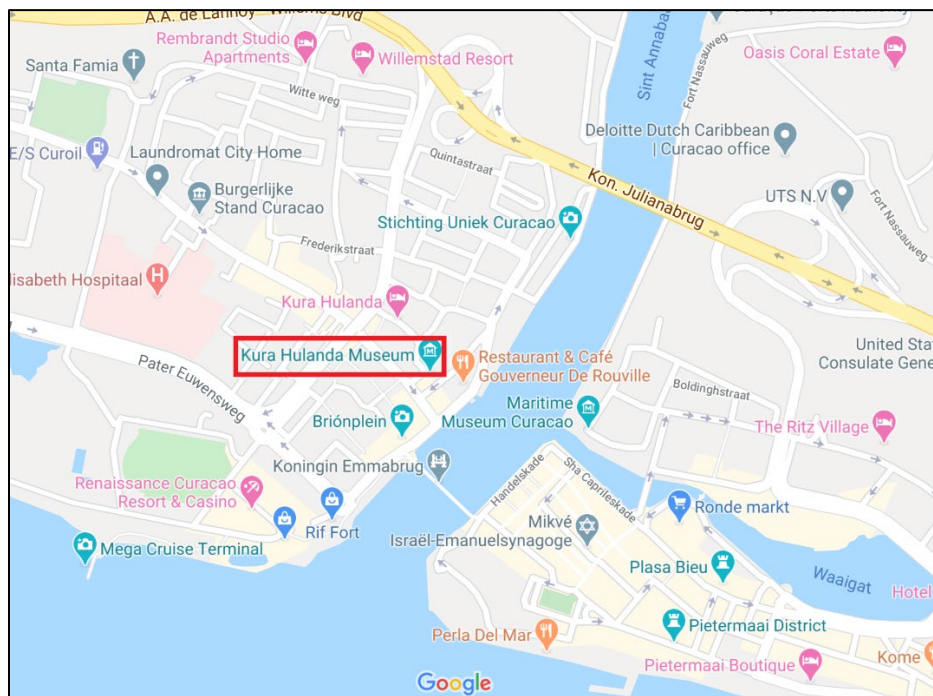 A.A. de Lannoy - Willems Blvd
Rembrandt Studio
Apartments
Willemstad Resort
Santa Famia
Witte weg
Sint Annabaai
Fort Nassauweg
Oasis Coral Estate
E/S Curoil
Laundromat City Home
Quintastraat
Deloitte Dutch Caribbean
| Curacao office
Kon. Julianabrug
Burgerlijke
Stand Curacao
Stichting Uniek Curacao
UTS N.V
Fort Nassauweg
Frederikstraat
lisabeth Hospitaal
H
Kura Hulanda
Kura Hulanda Museum
Restaurant & Café
Gouverneur De Rouville
United Sta
Consulate Gene
Pater Euwensweg
Boldinghstraat
Maritime
Museum Curacao
Briónplein
The Ritz Village
Koningin Emmabrug
Handelskade
Sha Caprileskade
Renaissance Curacao
Resort & Casino
Rif Fort
Ronde markt
Mikvé
Israël-Emanuelsynagoge
Mega Cruise Terminal
Plasa Bieu
Waaigat
Hotel
Perla Del Mar
Pietermaai District
Pietermaai Boutique
Kome
Google